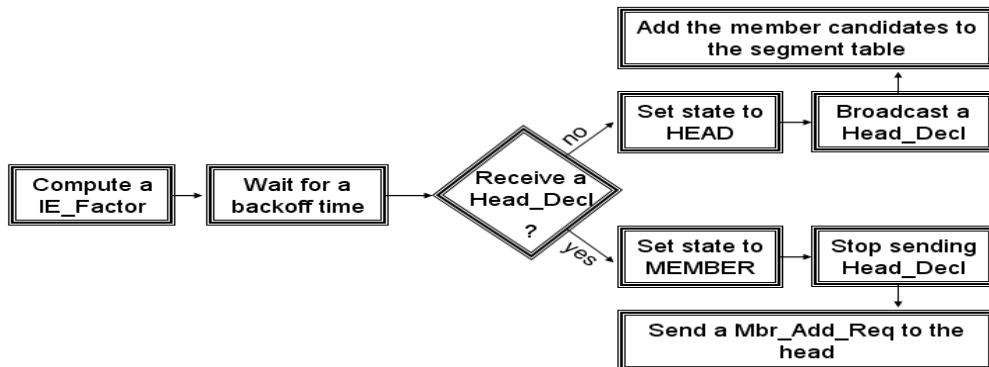 Compute a
IE_Factor
Wait for a
backoff time
Receive a
Head_Decl
?
no
Set state to
HEAD
Broadcast a
Head_Decl
Add the member candidates to
the segment table
yes
Set state to
MEMBER
Stop sending
Head_Decl
Send a Mbr_Add_Req to the
head